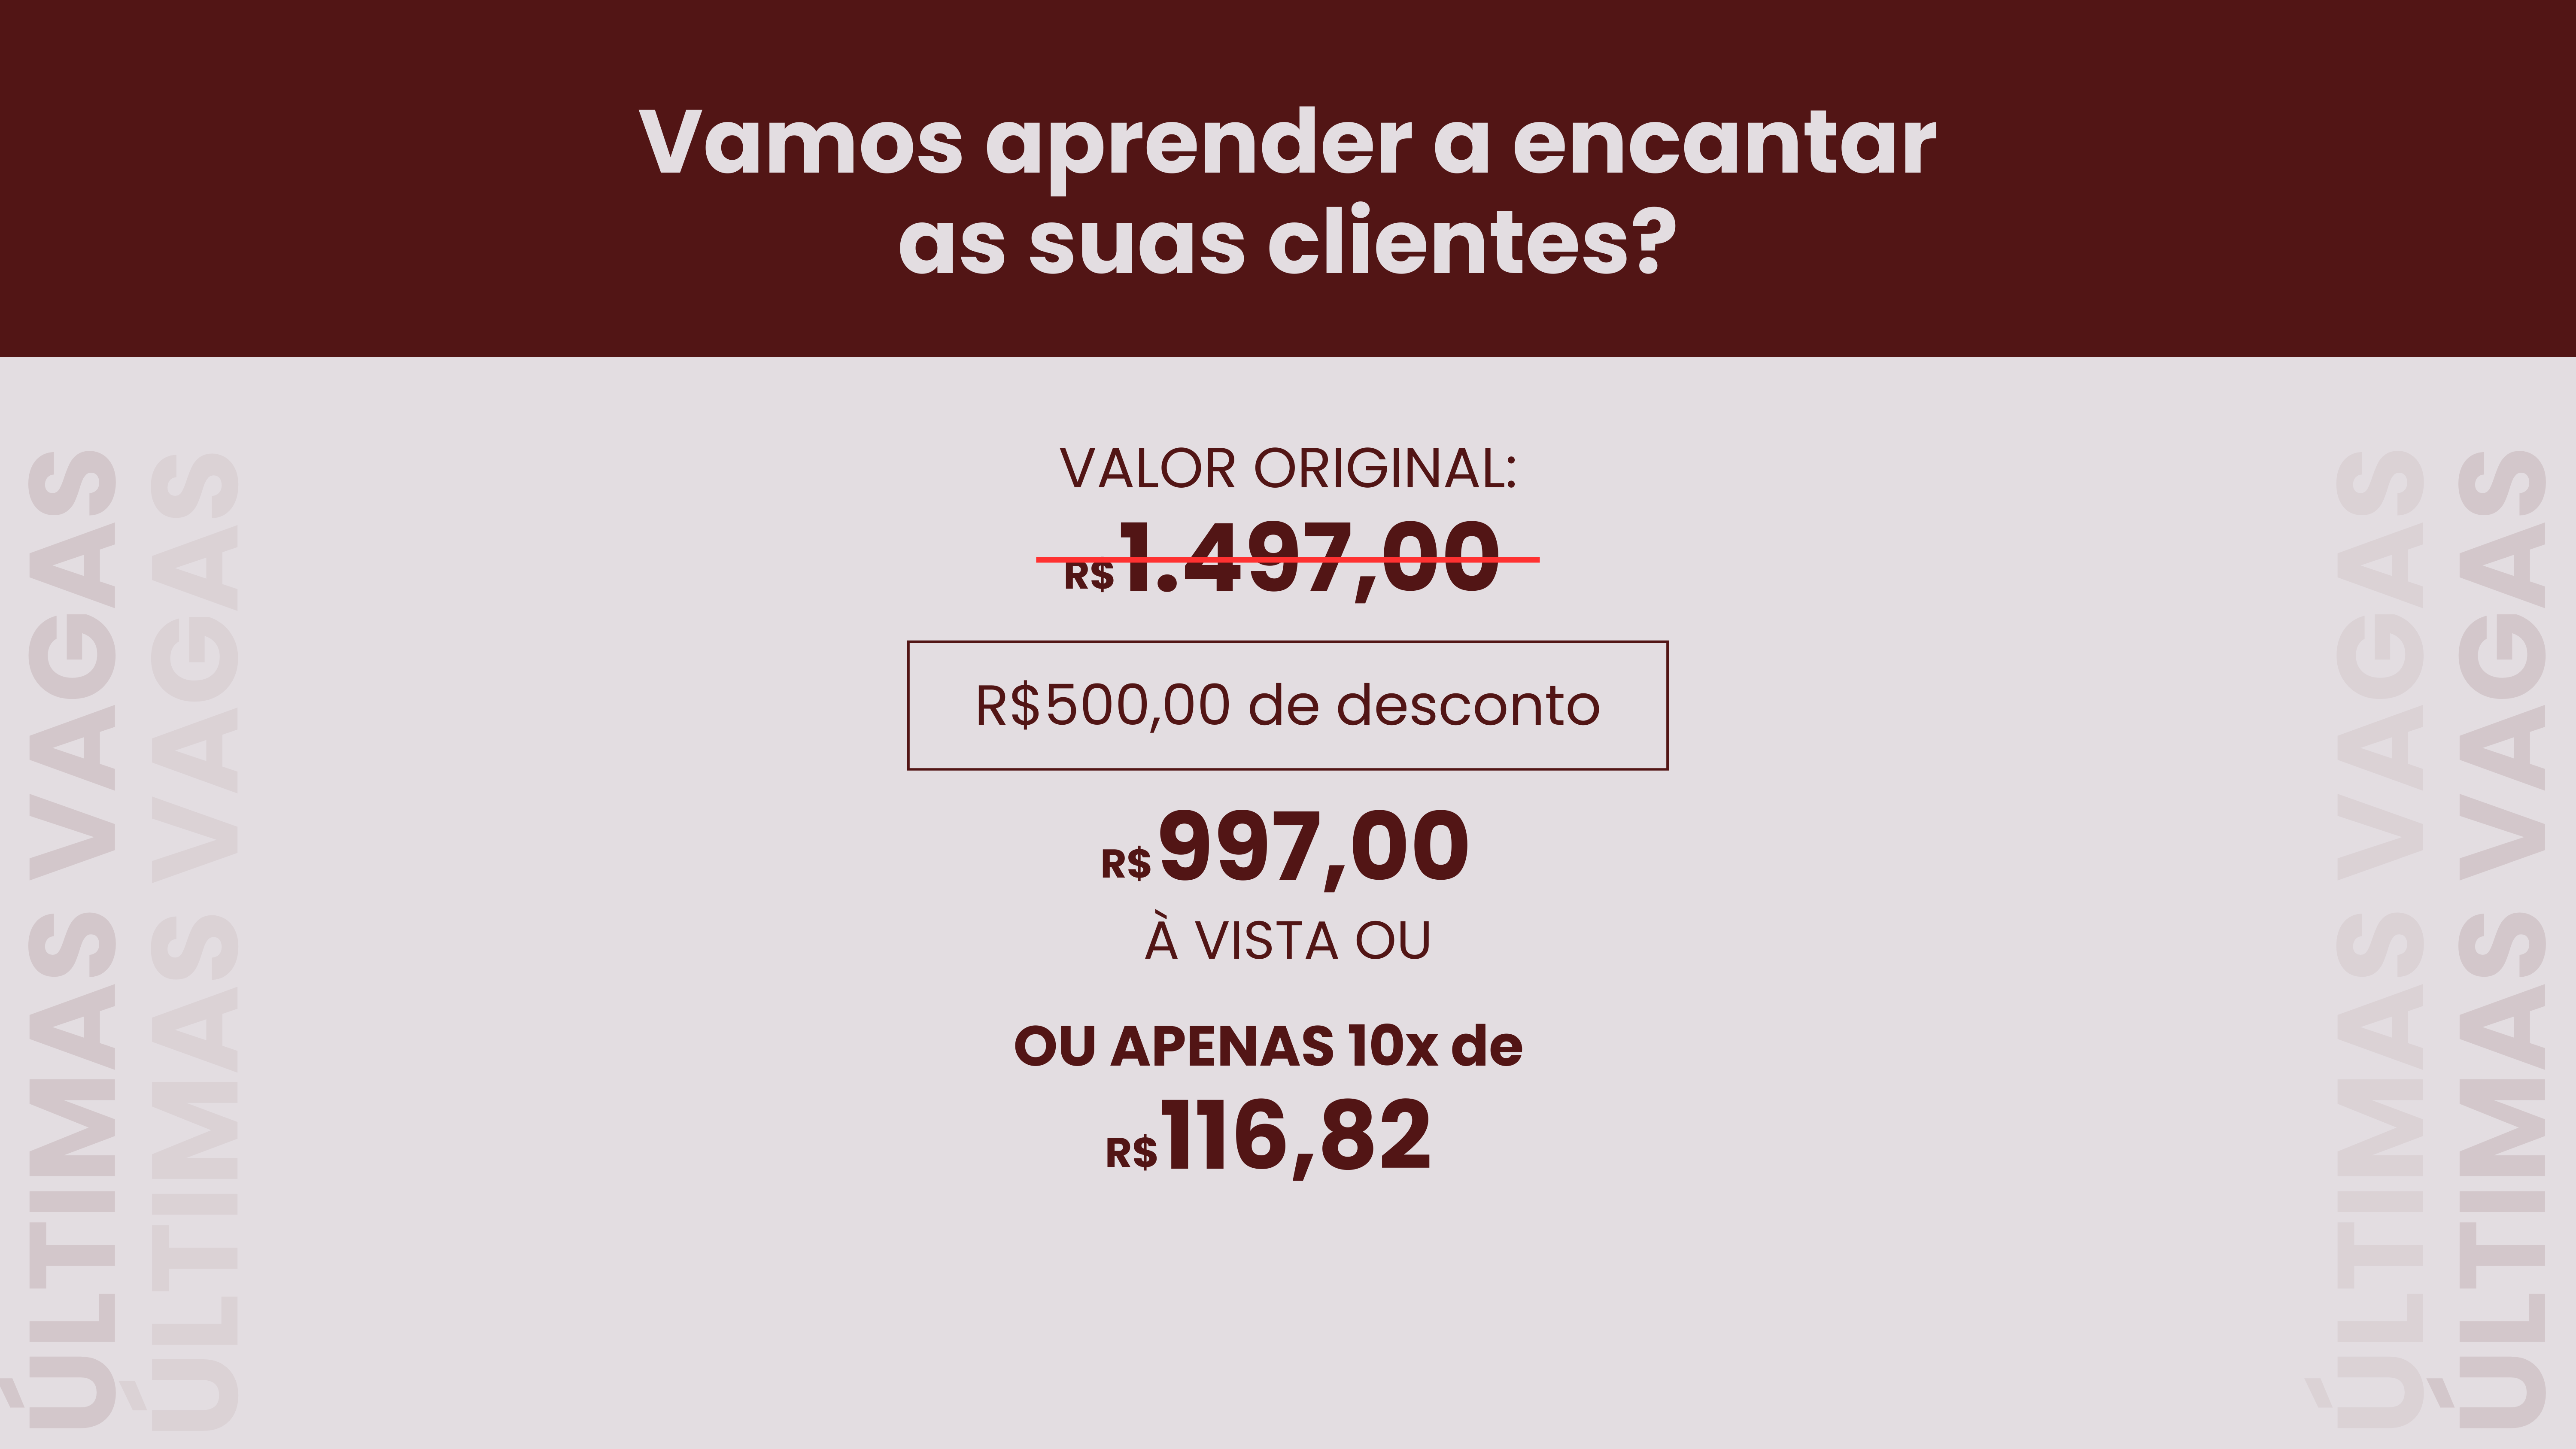 Vamos aprender a encantar
as suas clientes?
VALOR ORIGINAL:
R$1.497,00
R$500,00 de desconto
R$997,00
À VISTA OU
OU APENAS 10x de
R$116,82
ÚLTIMAS VAGAS
ÚLTIMAS VAGAS
ÚLTIMAS VAGAS
ÚLTIMAS VAGAS